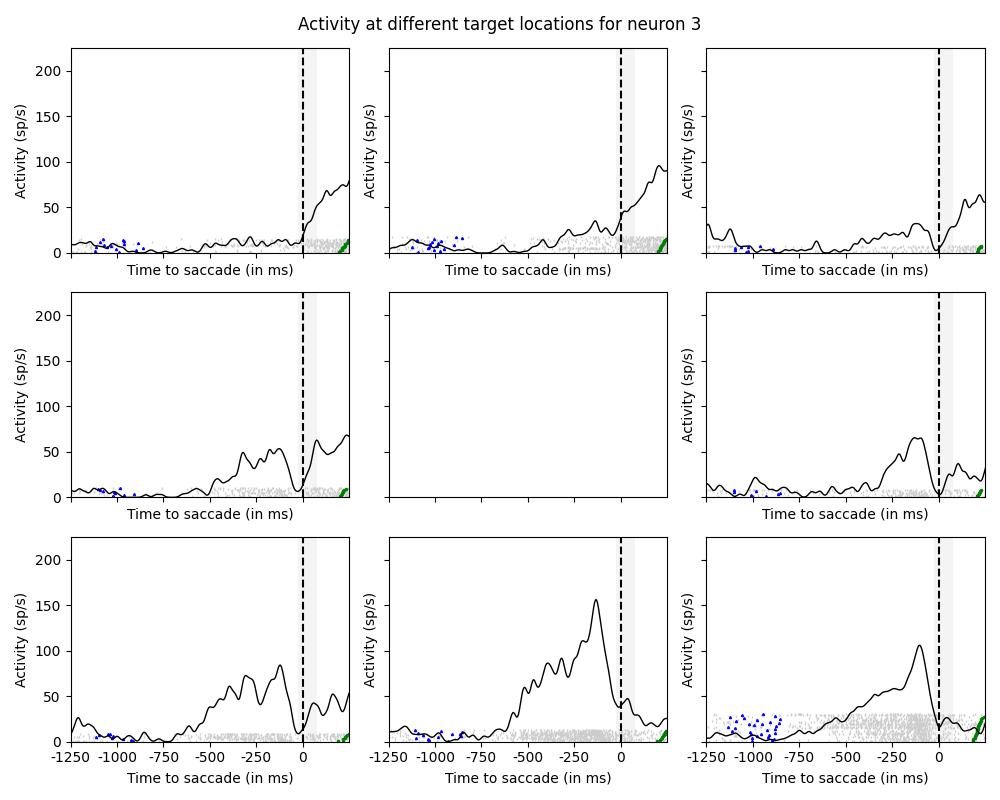 Activity at different target locations for neuron 3
200
150
100
50
0
Activity (sp/s)
Activity (sp/s)
Activity (sp/s)
Time to saccade (in ms)
Time to saccade (in ms)
Time to saccade (in ms)
200
150
100
50
0
Activity (sp/s)
Activity (sp/s)
Activity (sp/s)
Time to saccade (in ms)
Time to saccade (in ms)
Time to saccade (in ms)
200
150
100
50
0
Activity (sp/s)
Activity (sp/s)
Activity (sp/s)
-1250 -1000 -750 -500 -250 0
-1250 -1000 -750 -500 -250 0
-1250 -1000 -750 -500 -250 0
Time to saccade (in ms)
Time to saccade (in ms)
Time to saccade (in ms)